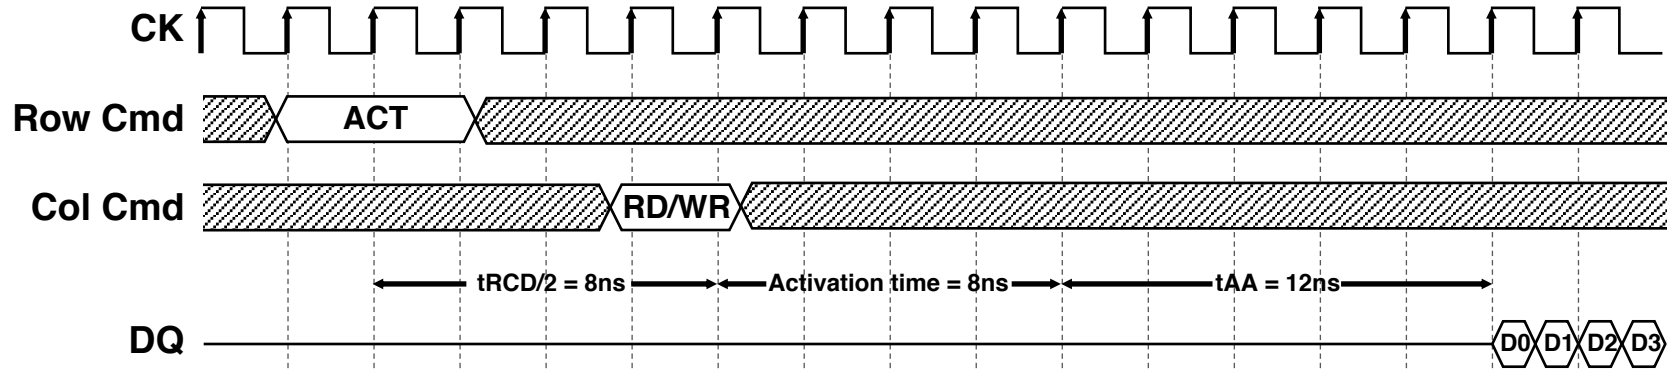 CK
Row Cmd ACT
Col Cmd RD/WR
tRCD/2 = 8ns Activation time = 8ns tAA = 12ns
DQ D0 D1 D2 D3